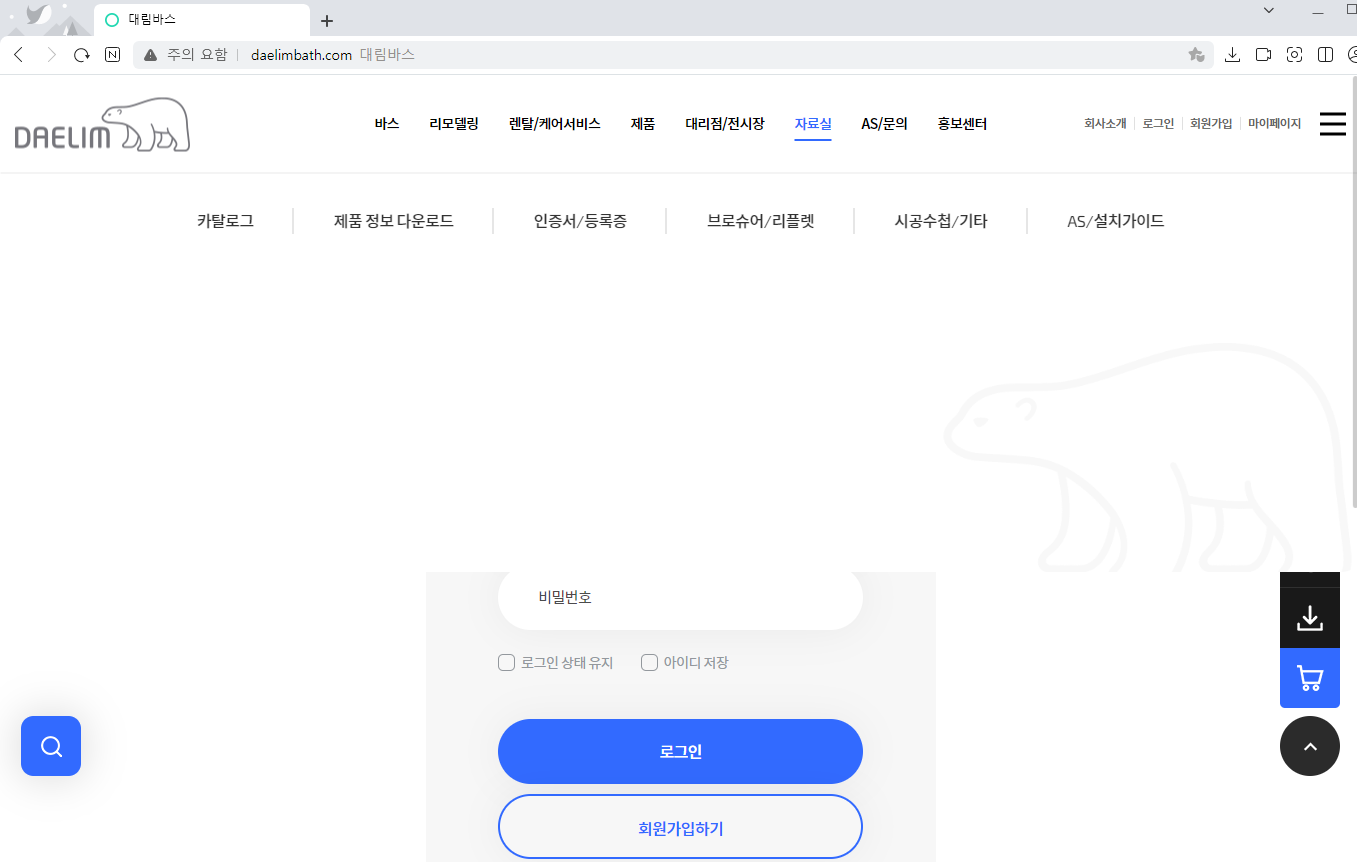 대림바스
N 주의 요함 daelimbath.com 대림바스
DAELIM 바스 리모델링 렌탈/케어서비스 제품 대리점/전시장 자료실 AS/문의 홍보센터 회사소개 로그인 회원가입 마이페이지
카탈로그 제품 정보 다운로드 인증서/등록증 브로슈어/리플렛 시공수첩/기타 AS/설치가이드
비밀번호
로그인 상태 유지 아이디 저장
로그인
회원가입하기